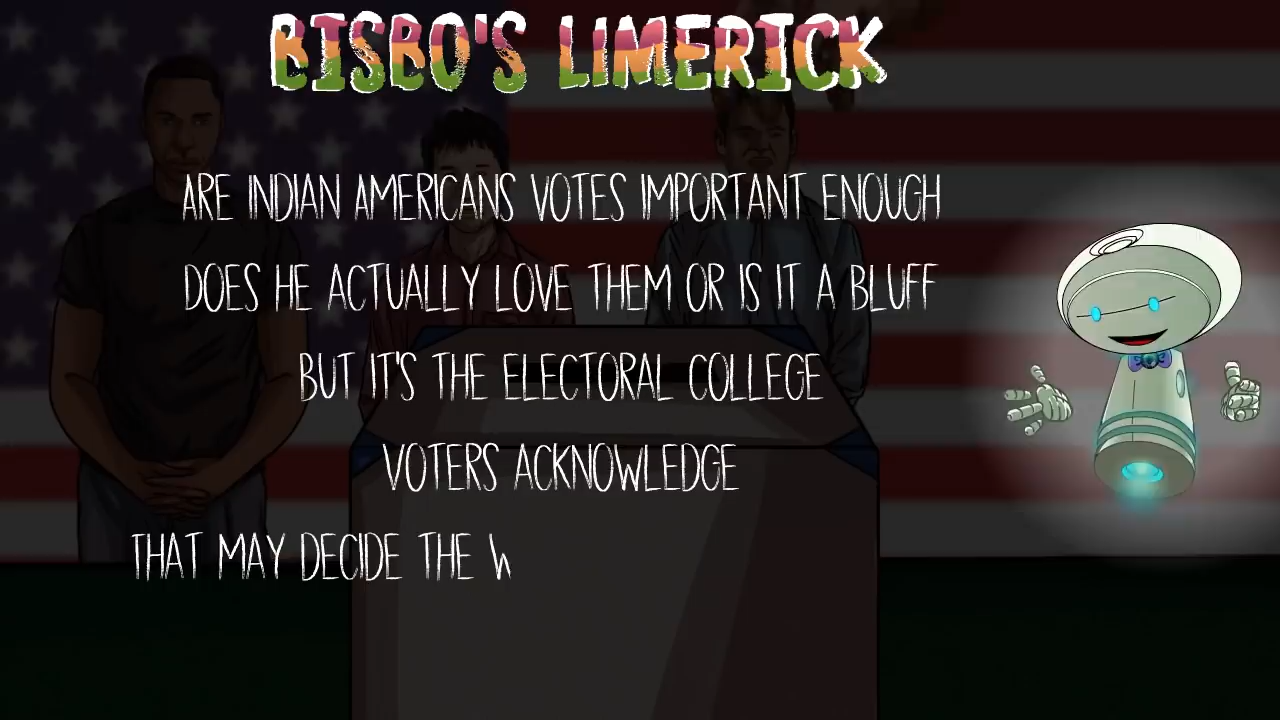 BISBO'S LIMERICK
ARE INDIAN AMERICANS VOTES IMPORTANT ENOUGH
DOES HE ACTUALLY LOVE THEM OR IS IT A BLUFF
BUT IT'S THE ELECTORAL COLLEGE
VOTERS ACKNOWLEDGE
THAT MAY DECIDE THE